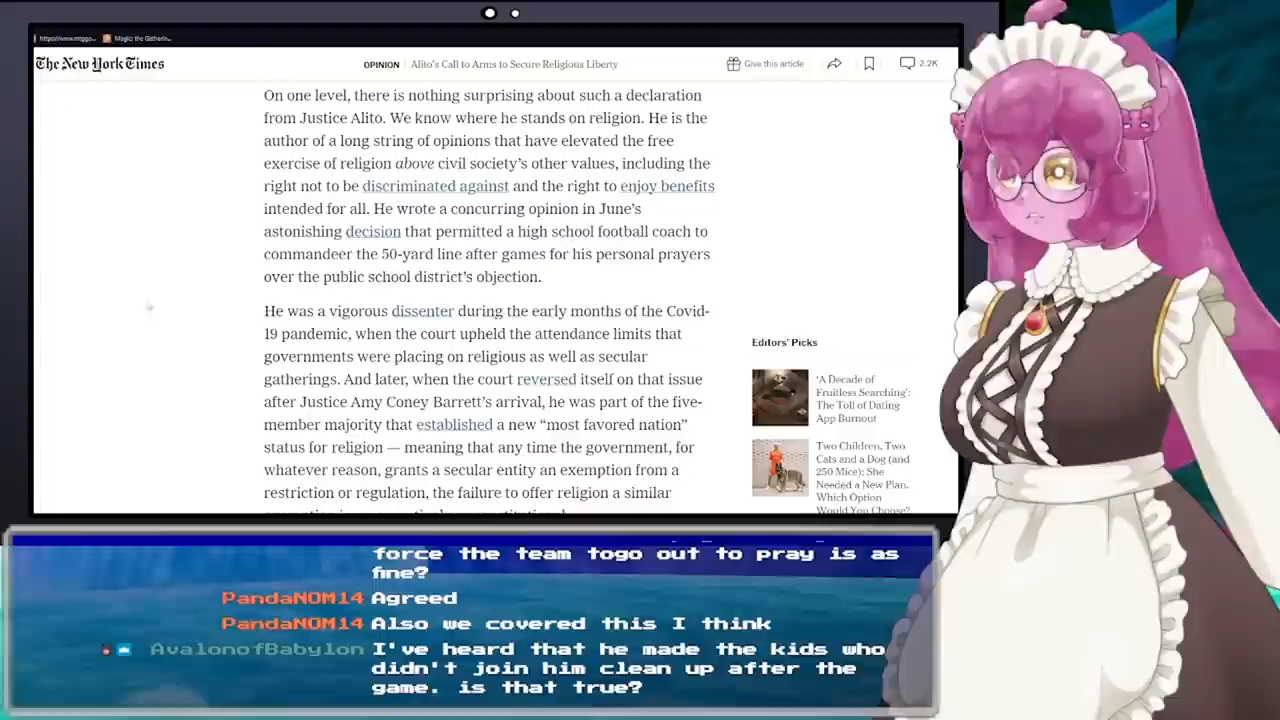 https://www.mtggo... Magic: the Gatherin...
The New York Times
OPINION | Alito's Call to Arms to Secure Religious Liberty
Give this article
2.2K
On one level, there is nothing surprising about such a declaration
from Justice Alito. We know where he stands on religion. He is the
author of a long string of opinions that have elevated the free
exercise of religion above civil society's other values, including the
right not to be discriminated against and the right to enjoy benefits
intended for all. He wrote a concurring opinion in June's
astonishing decision that permitted a high school football coach to
commandeer the 50-yard line after games for his personal prayers
over the public school district's objection.
He was a vigorous dissenter during the early months of the Covid-
19 pandemic, when the court upheld the attendance limits that
governments were placing on religious as well as secular
gatherings. And later, when the court reversed itself on that issue
after Justice Amy Coney Barrett's arrival, he was part of the five-
member majority that established a new “most favored nation”
status for religion — meaning that any time the government, for
whatever reason, grants a secular entity an exemption from a
restriction or regulation, the failure to offer religion a similar
Editors' Picks
‘A Decade of
Fruitless Searching’:
The Toll of Dating
App Burnout
Two Children, Two
Cats and a Dog (and
250 Mice): She
Needed a New Plan.
Which Option
Would You Choose?
force the team togo out to pray is as
fine?
PandaNOM14 Agreed
PandaNOM14 Also we covered this I think
AvalonofBabylon I've heard that he made the kids who
didn't join him clean up after the
game. is that true?